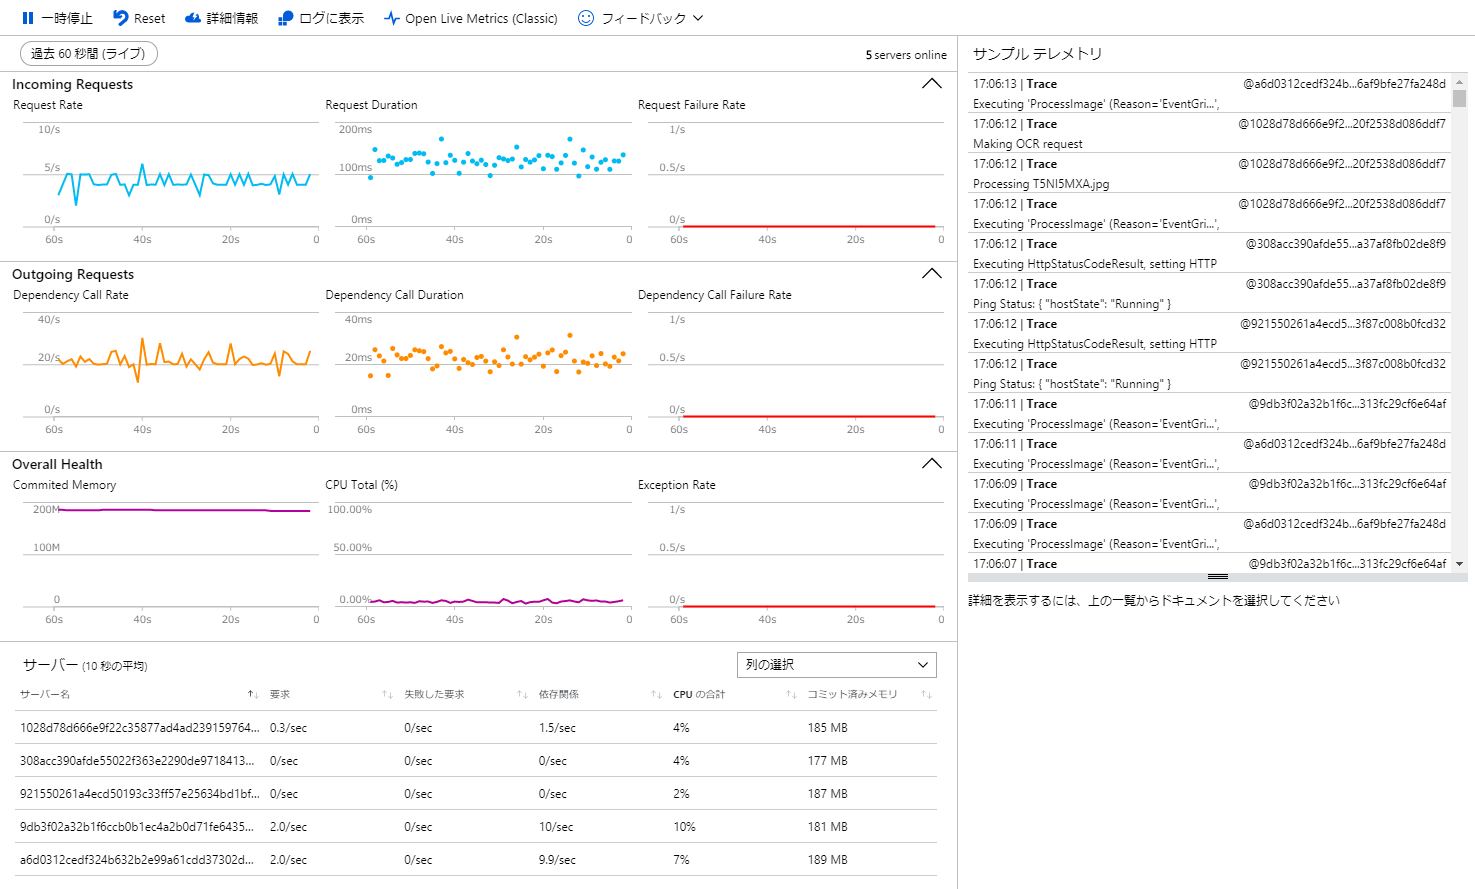 一時停止 Reset 詳細情報 ログに表示 Open Live Metrics (Classic) フィードバック
過去 60 秒間 (ライブ) 5 servers online
Incoming Requests
Request Rate Request Duration Request Failure Rate
10/s 200ms 1/s
5/s 100ms 0.5/s
0/s 0ms 0/s
60s 40s 20s 0 60s 40s 20s 0 60s 40s 20s 0
Outgoing Requests
Dependency Call Rate Dependency Call Duration Dependency Call Failure Rate
40/s 40ms 1/s
20/s 20ms 0.5/s
0/s 0ms 0/s
60s 40s 20s 0 60s 40s 20s 0 60s 40s 20s 0
Overall Health
Commited Memory CPU Total (%) Exception Rate
200M 100.00% 1/s
100M 50.00% 0.5/s
0 0.00% 0/s
60s 40s 20s 0 60s 40s 20s 0 60s 40s 20s 0
サーバー (10 秒の平均) 列の選択
サーバー名 要求 失敗した要求 依存関係 CPU の合計 コミット済みメモリ
1028d78d666e9f22c35877ad4ad239159764... 0.3/sec 0/sec 1.5/sec 4% 185 MB
308acc390afde55022f363e2290de9718413... 0/sec 0/sec 0/sec 4% 177 MB
921550261a4ecd50193c33ff57e25634bd1bf... 0/sec 0/sec 0/sec 2% 187 MB
9db3f02a32b1f6ccb0b1ec4a2b0d71fe6435... 2.0/sec 0/sec 10/sec 10% 181 MB
a6d0312cedf324b632b2e99a61cdd37302d... 2.0/sec 0/sec 9.9/sec 7% 189 MB
サンプル テレメトリ
17:06:13 | Trace @a6d0312cedf324b...6af9bfe27fa248d
Executing 'ProcessImage' (Reason='EventGri...',
17:06:12 | Trace @1028d78d666e9f2...20f2538d086ddf7
Making OCR request
17:06:12 | Trace @1028d78d666e9f2...20f2538d086ddf7
Processing T5NI5MXA.jpg
17:06:12 | Trace @1028d78d666e9f2...20f2538d086ddf7
Executing 'ProcessImage' (Reason='EventGri...',
17:06:12 | Trace @308acc390afde55...a37af8fb02de8f9
Executing HttpStatusCodeResult, setting HTTP
17:06:12 | Trace @308acc390afde55...a37af8fb02de8f9
Ping Status: { "hostState": "Running" }
17:06:12 | Trace @921550261a4ecd5...3f87c008b0fcd32
Executing HttpStatusCodeResult, setting HTTP
17:06:12 | Trace @921550261a4ecd5...3f87c008b0fcd32
Ping Status: { "hostState": "Running" }
17:06:11 | Trace @9db3f02a32b1f6c...313fc29cf6e64af
Executing 'ProcessImage' (Reason='EventGri...',
17:06:11 | Trace @a6d0312cedf324b...6af9bfe27fa248d
Executing 'ProcessImage' (Reason='EventGri...',
17:06:09 | Trace @9db3f02a32b1f6c...313fc29cf6e64af
Executing 'ProcessImage' (Reason='EventGri...',
17:06:09 | Trace @a6d0312cedf324b...6af9bfe27fa248d
Executing 'ProcessImage' (Reason='EventGri...',
17:06:07 | Trace @9db3f02a32b1f6c...313fc29cf6e64af
詳細を表示するには、上の一覧からドキュメントを選択してください